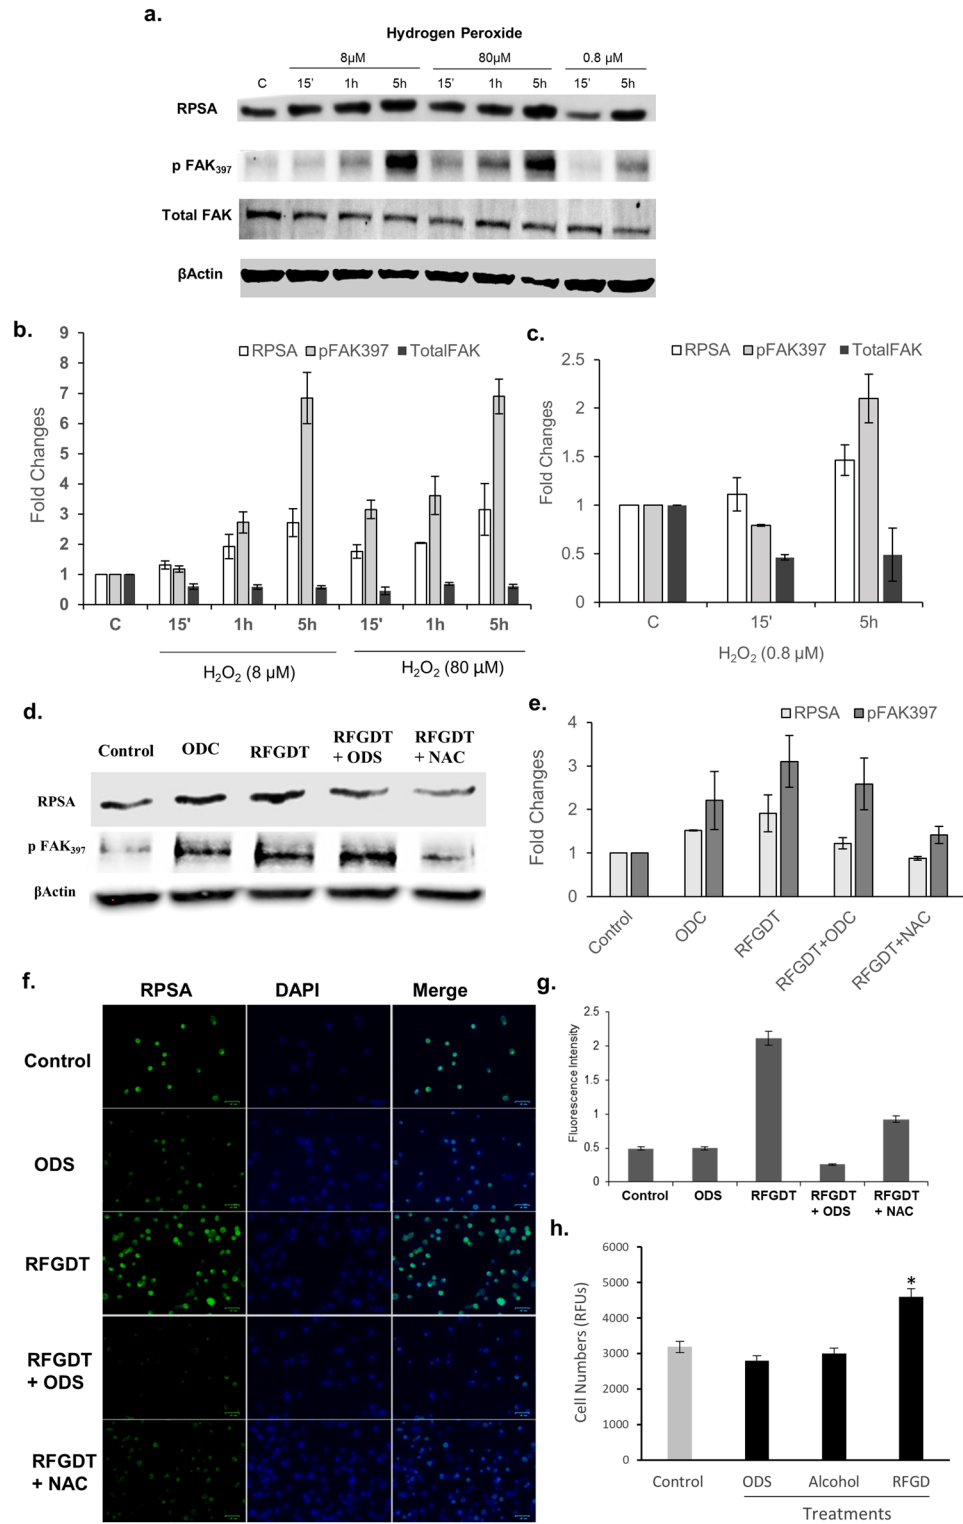 a.
Hydrogen Peroxide
8µM 80µM 0.8 µM
C 15' 1h 5h 15' 1h 5h 15' 5h
RPSA
p FAK397
Total FAK
βActin
b.
RPSA pFAK397 TotalFAK
Fold Changes
9
8
7
6
5
4
3
2
1
0
C 15' 1h 5h 15' 1h 5h
H2O2 (8 µM) H2O2 (80 µM)
c.
RPSA pFAK397 TotalFAK
Fold Changes
2.5
2
1.5
1
0.5
0
C 15' 5h
H2O2 (0.8 µM)
d.
Control ODC RFGDT RFGDT RFGDT
+ ODS + NAC
RPSA
p FAK397
βActin
e.
RPSA pFAK397
Fold Changes
4
3
2
1
0
Control ODC RFGDT RFGDT+ODC RFGDT+NAC
f.
RPSA DAPI Merge
Control
ODS
RFGDT
RFGDT
+ ODS
RFGDT
+ NAC
g.
Fluorescence Intensity
2.5
2
1.5
1
0.5
0
Control ODS RFGDT RFGDT RFGDT
+ ODS + NAC
h.
Cell Numbers (RFUs)
6000
5000
4000
3000
2000
1000
0
*
Control ODS Alcohol RFGD
Treatments